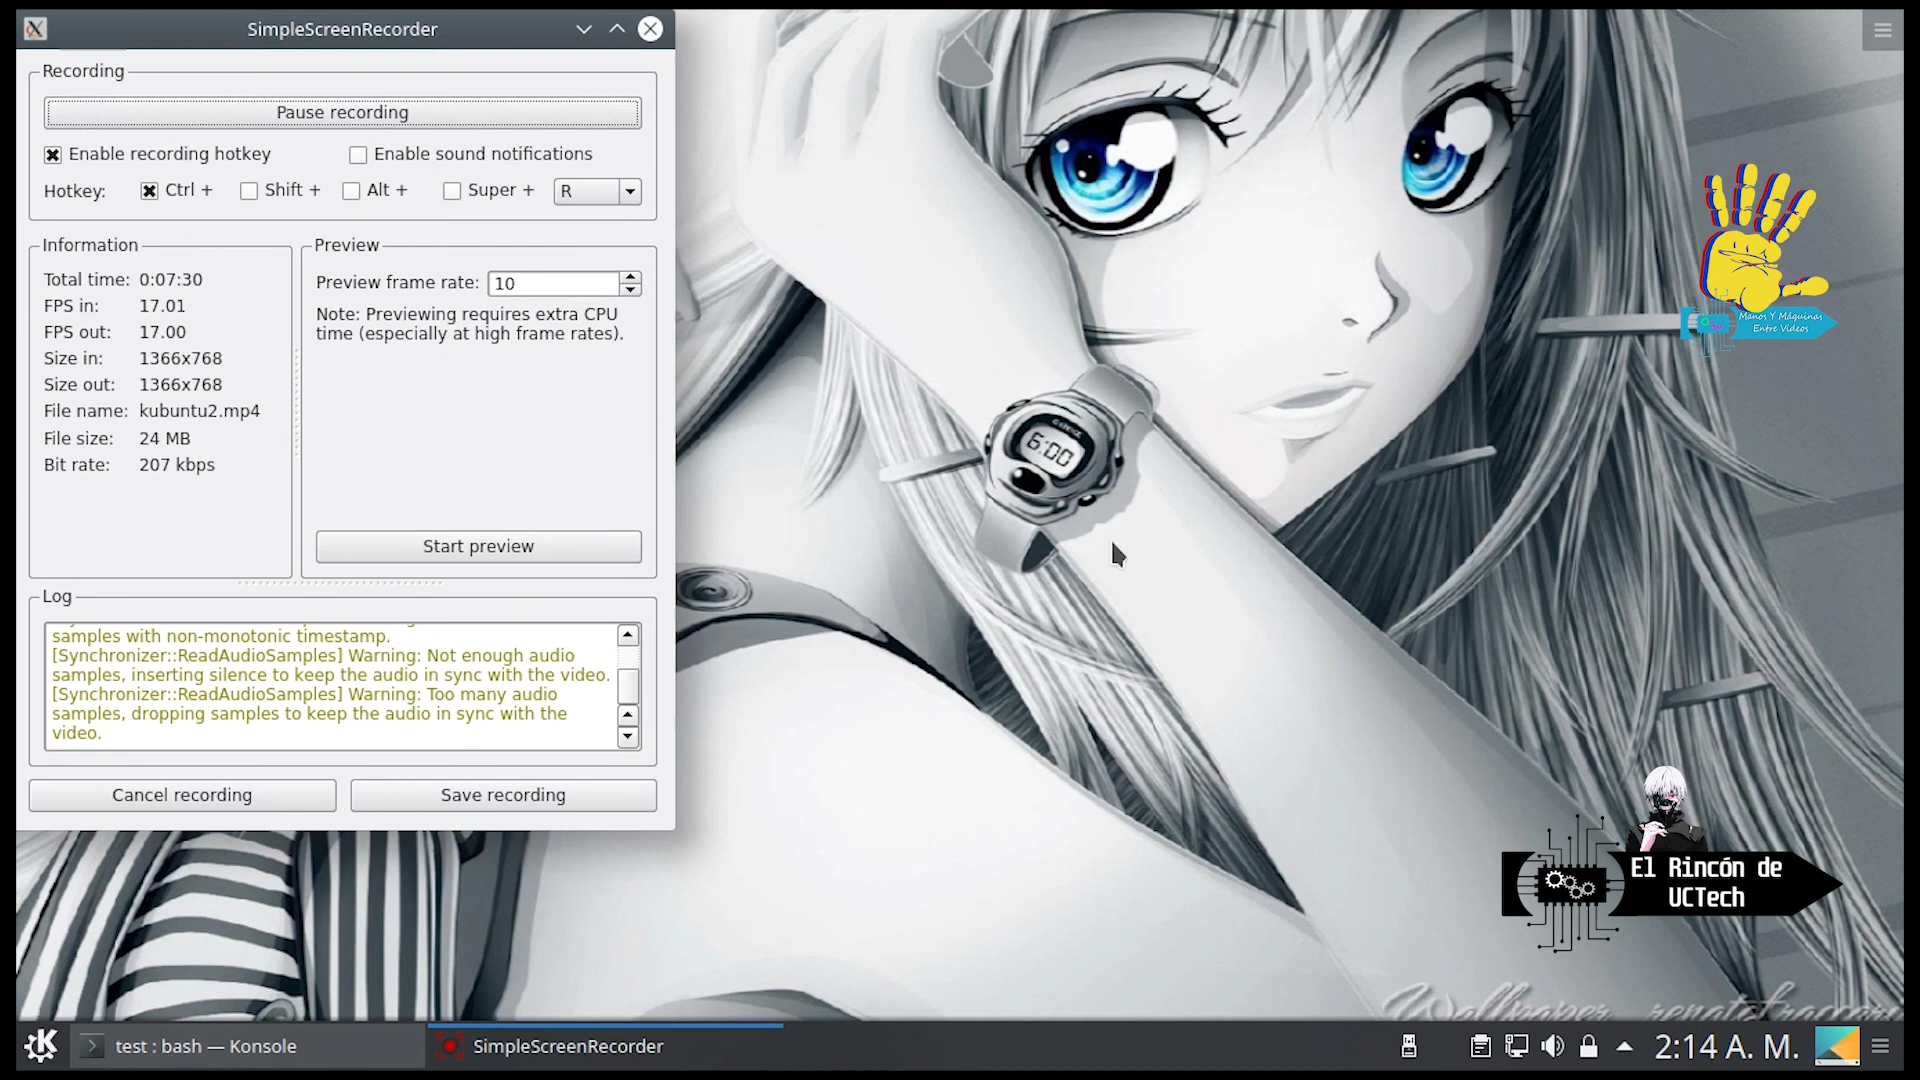 SimpleScreenRecorder
Recording
Pause recording
Enable recording hotkey
Enable sound notifications
Hotkey: Ctrl + Shift + Alt + Super + R
Information
Total time: 0:07:30
FPS in: 17.01
FPS out: 17.00
Size in: 1366x768
Size out: 1366x768
File name: kubuntu2.mp4
File size: 24 MB
Bit rate: 207 kbps
Preview
Preview frame rate: 10
Note: Previewing requires extra CPU
time (especially at high frame rates).
Start preview
Log
samples with non-monotonic timestamp.
[Synchronizer::ReadAudioSamples] Warning: Not enough audio
samples, inserting silence to keep the audio in sync with the video.
[Synchronizer::ReadAudioSamples] Warning: Too many audio
samples, dropping samples to keep the audio in sync with the
video.
Cancel recording
Save recording
6:00
Manos Y Máquinas
Entre Videos
El Rincón de
UCTech
Wallpaper
test : bash — Konsole
SimpleScreenRecorder
2:14 A. M.